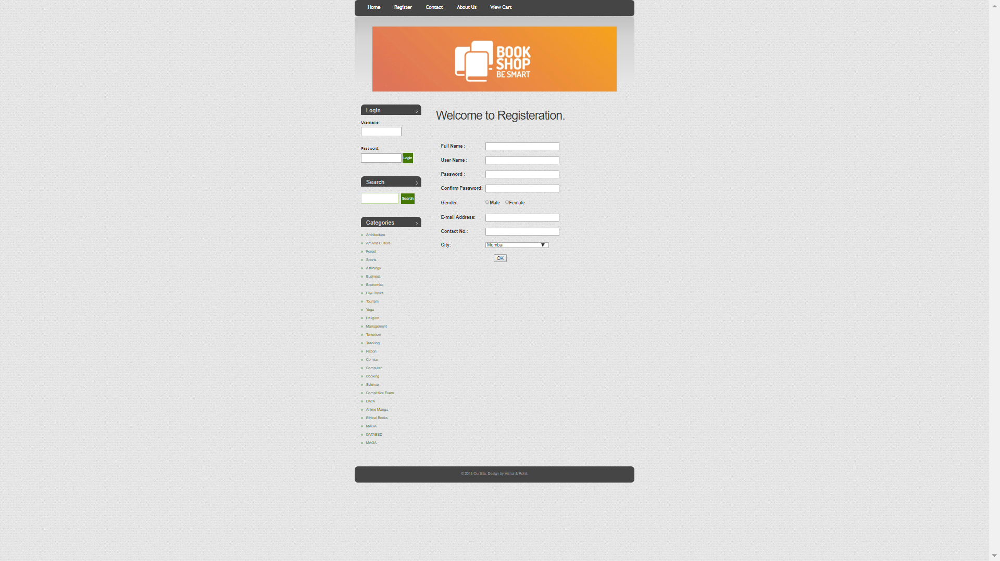 Home Register Contact About Us View Cart
BOOK
SHOP
BE SMART
LogIn
Username:
Password:
Login
Search
Search
Categories
Architecture
Art And Culture
Forest
Sports
Astrology
Business
Economics
Low Books
Tourism
Yoga
Religion
Management
Terrorism
Tracking
Fiction
Comics
Computer
Cooking
Science
Compititive Exam
DATA
Anime Manga
Ethical Books
MAGA
DATABSD
MAGA
Welcome to Registeration.
Full Name :
User Name :
Password :
Confirm Password:
Gender: Male Female
E-mail Address:
Contact No.:
City: Mumbai
OK
© 2018 OurSite. Design by Vishal & Rohit.